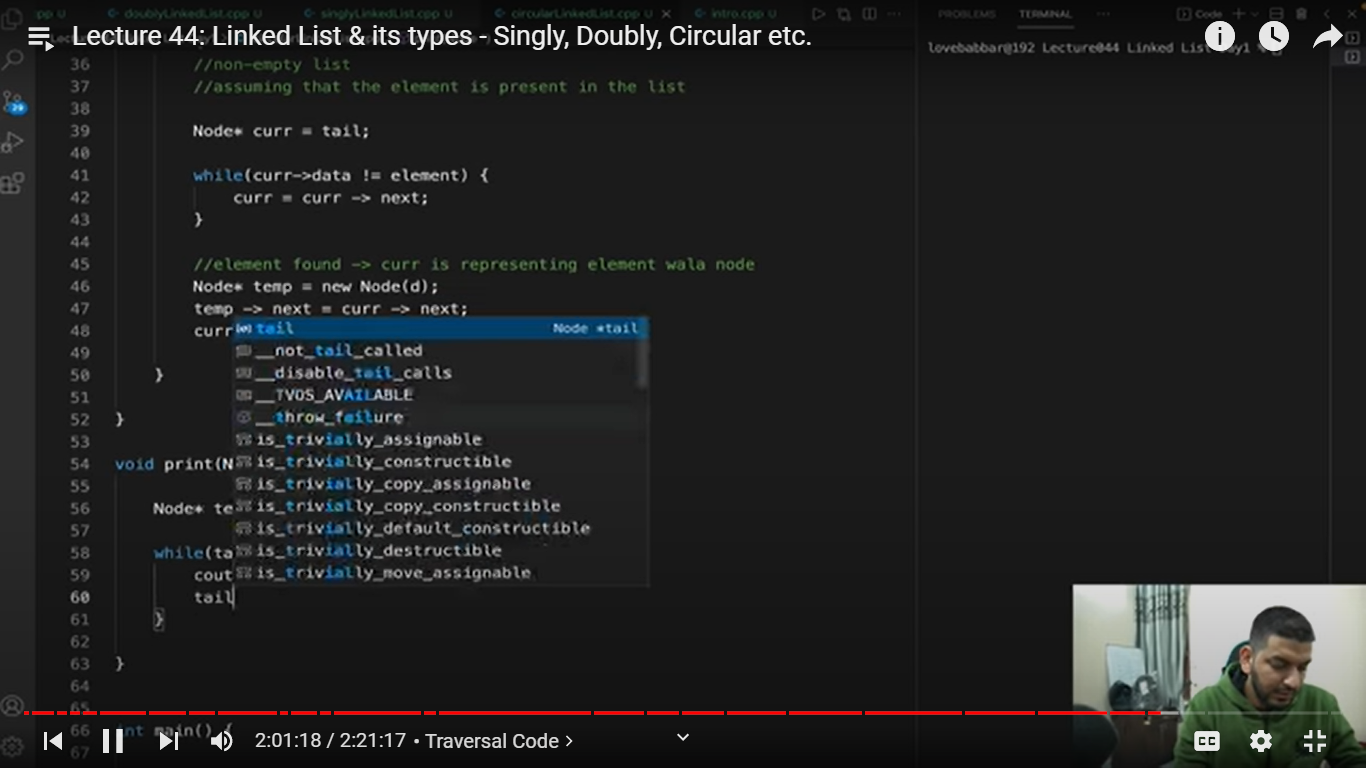 doublyLinkedList.cpp U singlyLinkedList.cpp U circularLinkedList.cpp U intro.cpp U PROBLEMS TERMINAL ··· Code
Lecture 44: Linked List & its types - Singly, Doubly, Circular etc.
lovebabbar@192 Lecture044 Linked List Day1 %
36 //non-empty list
37 //assuming that the element is present in the list
38
39 Node* curr = tail;
40
41 while(curr->data != element) {
42 curr = curr -> next;
43 }
44
45 //element found -> curr is representing element wala node
46 Node* temp = new Node(d);
47 temp -> next = curr -> next;
48 curr
tail Node *tail
49 __not_tail_called
50 } __disable_tail_calls
51 __TVOS_AVAILABLE
52 } __throw_failure
53 is_trivially_assignable
54 void print(N is_trivially_constructible
55 is_trivially_copy_assignable
56 Node* te is_trivially_copy_constructible
57 is_trivially_default_constructible
58 while(ta is_trivially_destructible
59 cout is_trivially_move_assignable
60 tail
61 }
62
63 }
64
65
66 int main() {
67
2:01:18 / 2:21:17 • Traversal Code >
CC